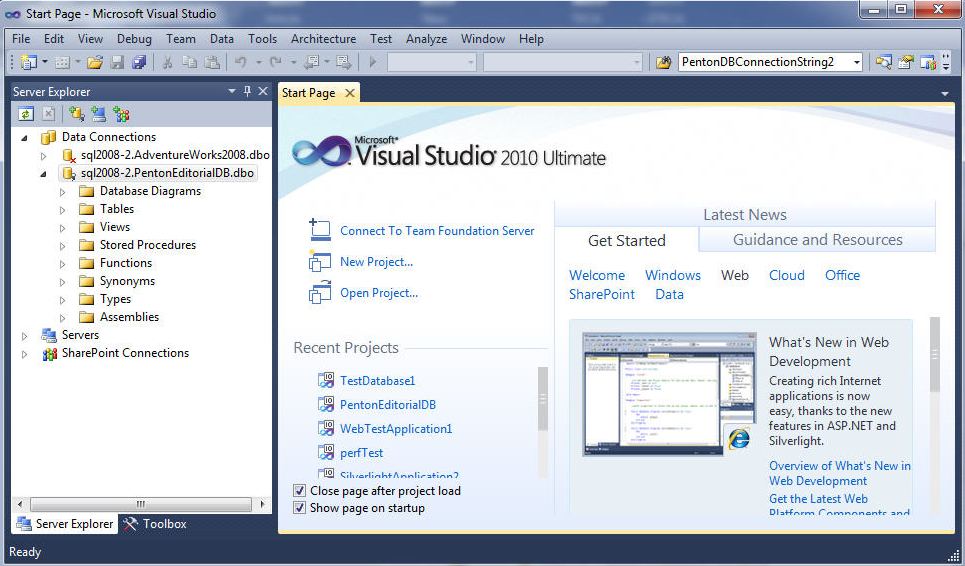 Start Page - Microsoft Visual Studio
File Edit View Debug Team Data Tools Architecture Test Analyze Window Help
PentonDBConnectionString2
Server Explorer
Data Connections
sql2008-2.AdventureWorks2008.dbo
sql2008-2.PentonEditorialDB.dbo
Database Diagrams
Tables
Views
Stored Procedures
Functions
Synonyms
Types
Assemblies
Servers
SharePoint Connections
Server Explorer Toolbox
Start Page
Microsoft®
Visual Studio® 2010 Ultimate
Connect To Team Foundation Server
New Project...
Open Project...
Recent Projects
TestDatabase1
PentonEditorialDB
WebTestApplication1
perfTest
SilverlightApplication2
Close page after project load
Show page on startup
Latest News
Get Started Guidance and Resources
Welcome Windows Web Cloud Office
SharePoint Data
What's New in Web
Development
Creating rich Internet
applications is now
easy, thanks to the new
features in ASP.NET and
Silverlight.
Overview of What's New in
Web Development
Get the Latest Web
Platform Components and
Ready